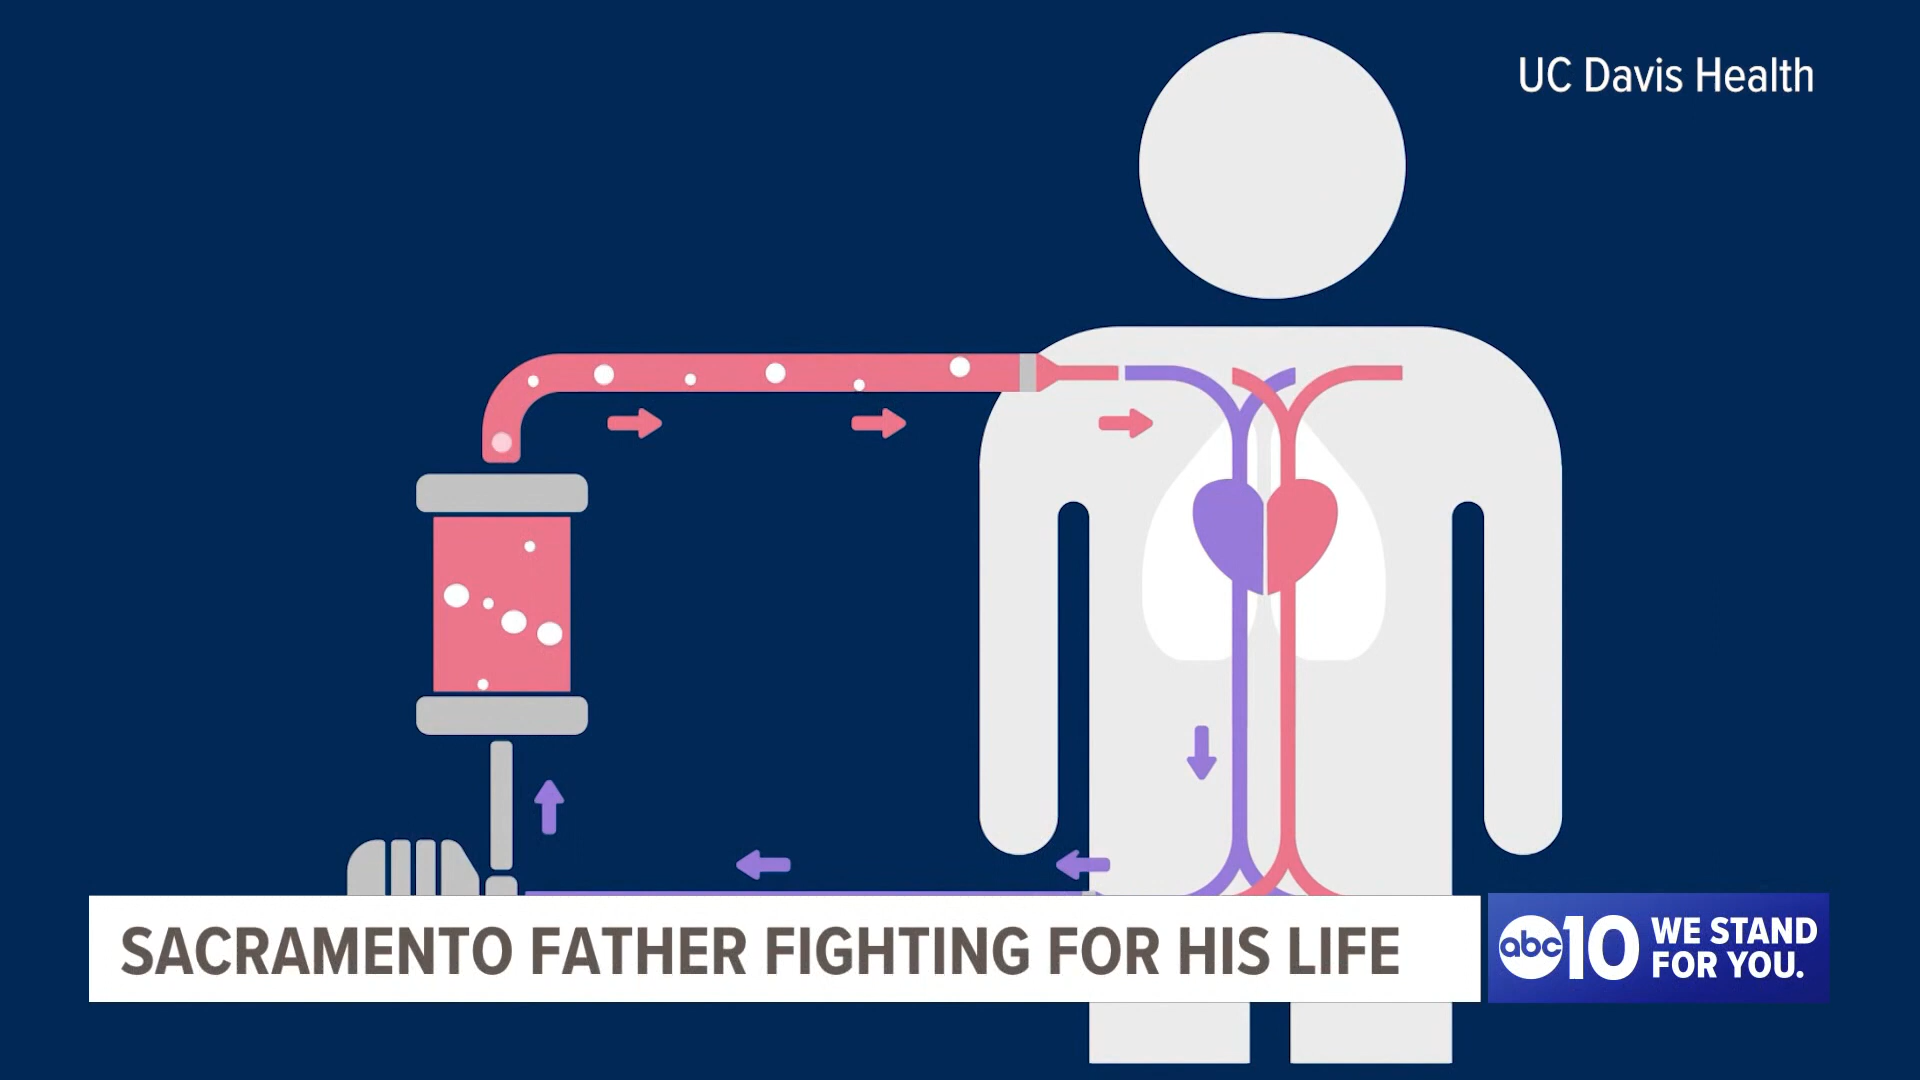 UC Davis Health
SACRAMENTO FATHER FIGHTING FOR HIS LIFE
abc10
WE STAND
FOR YOU.